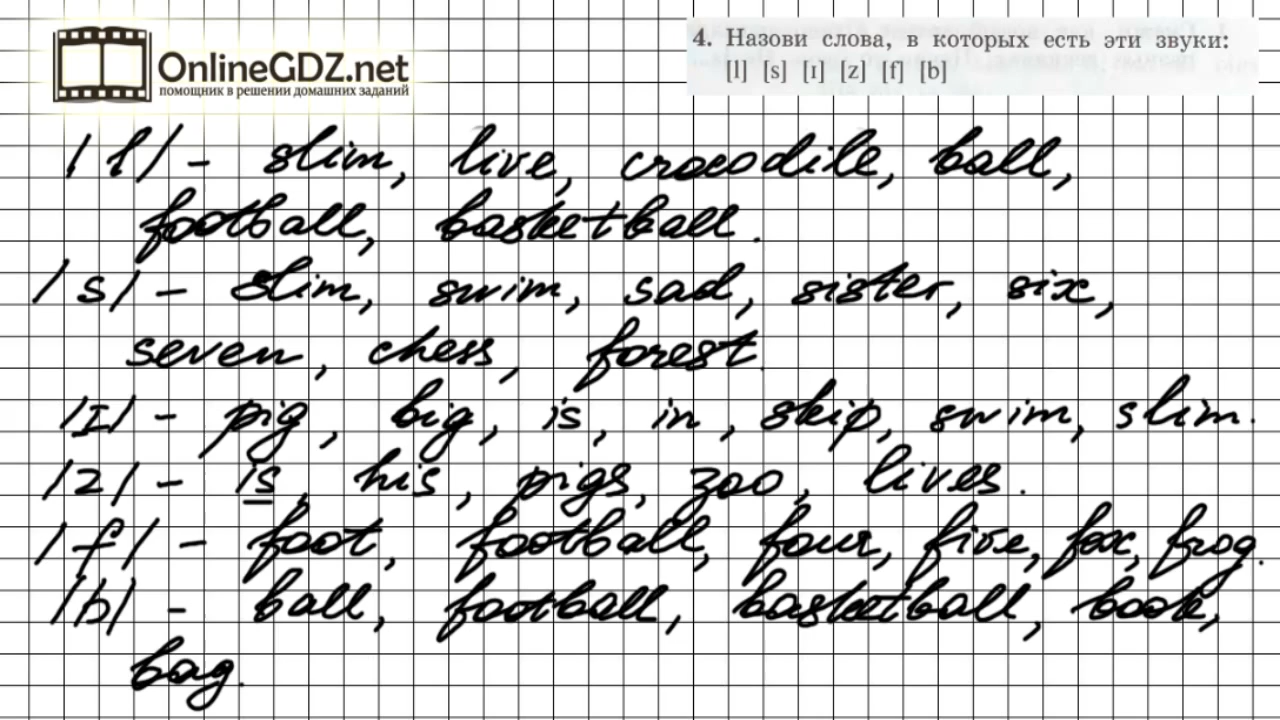 OnlineGDZ.net
помощник в решении домашних заданий
4. Назови слова, в которых есть эти звуки:
[l] [s] [ɪ] [z] [f] [b]
/l/ - slim, live, crocodile, ball,
football, basketball.
/s/ - slim, swim, sad, sister, six,
seven, chess, forest.
/I/ - pig, big, is, in, skip, swim, slim.
/z/ - is, his, pigs, zoo, lives.
/f/ - foot, football, four, five, fox, frog.
/b/ - ball, football, basketball, book,
bag.